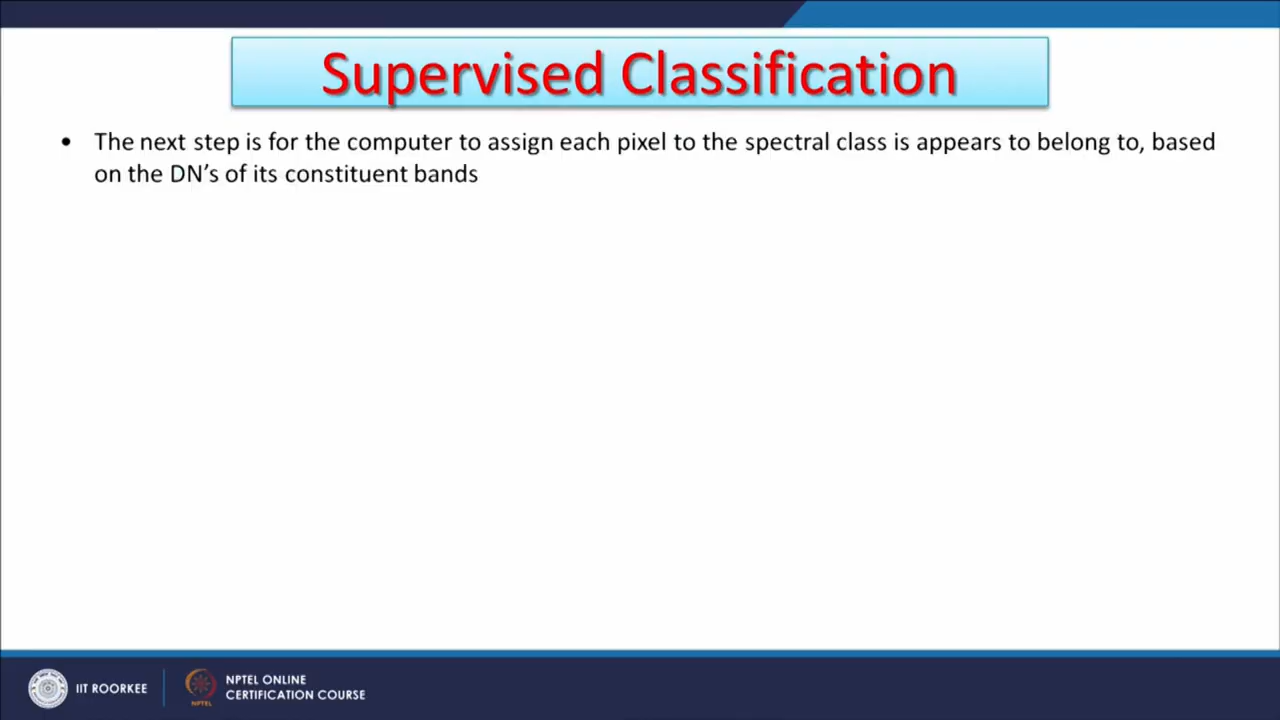 Supervised Classification
• The next step is for the computer to assign each pixel to the spectral class is appears to belong to, based
on the DN’s of its constituent bands
IIT ROORKEE
NPTEL ONLINE
CERTIFICATION COURSE
NPTEL